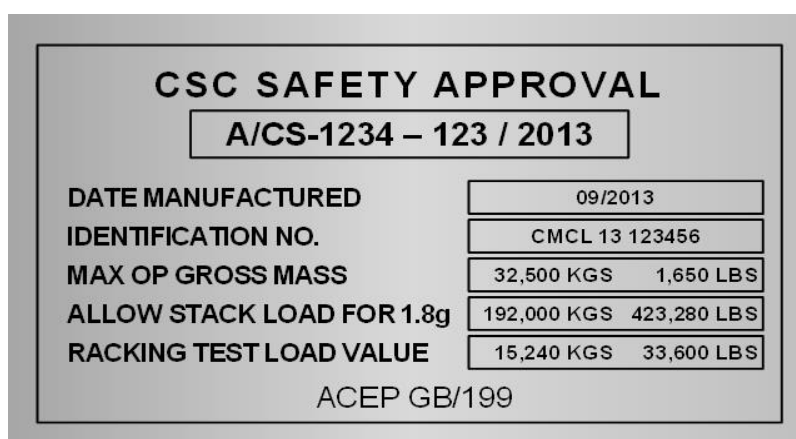 CSC SAFETY APPROVAL
A/CS-1234 – 123 / 2013
DATE MANUFACTURED 09/2013
IDENTIFICATION NO. CMCL 13 123456
MAX OP GROSS MASS 32,500 KGS 1,650 LBS
ALLOW STACK LOAD FOR 1.8g 192,000 KGS 423,280 LBS
RACKING TEST LOAD VALUE 15,240 KGS 33,600 LBS
ACEP GB/199